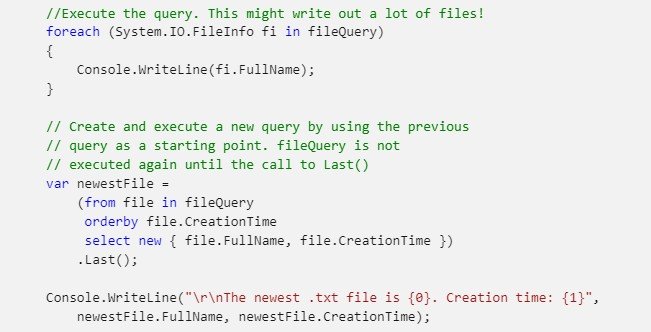 //Execute the query. This might write out a lot of files!
foreach (System.IO.FileInfo fi in fileQuery)
{
    Console.WriteLine(fi.FullName);
}

// Create and execute a new query by using the previous
// query as a starting point. fileQuery is not
// executed again until the call to Last()
var newestFile =
    (from file in fileQuery
     orderby file.CreationTime
     select new { file.FullName, file.CreationTime })
    .Last();

Console.WriteLine("\r\nThe newest .txt file is {0}. Creation time: {1}",
    newestFile.FullName, newestFile.CreationTime);